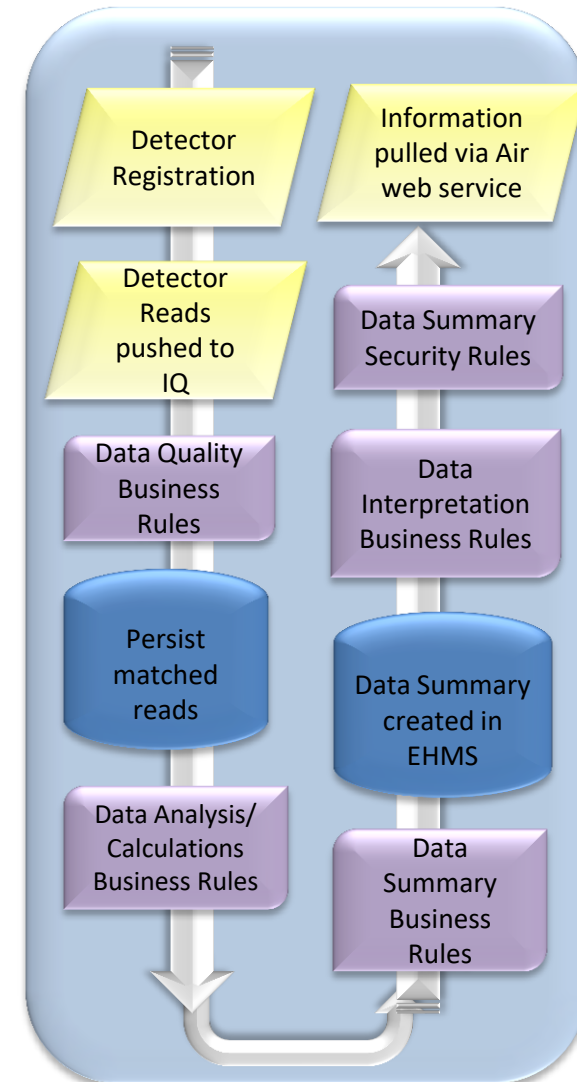 Detector
Registration
Detector
Reads
pushed to
IQ
Data Quality
Business
Rules
Persist
matched
reads
Data Analysis/
Calculations
Business Rules
Information
pulled via Air
web service
Data Summary
Security Rules
Data
Interpretation
Business Rules
Data Summary
created in
EHMS
Data
Summary
Business
Rules